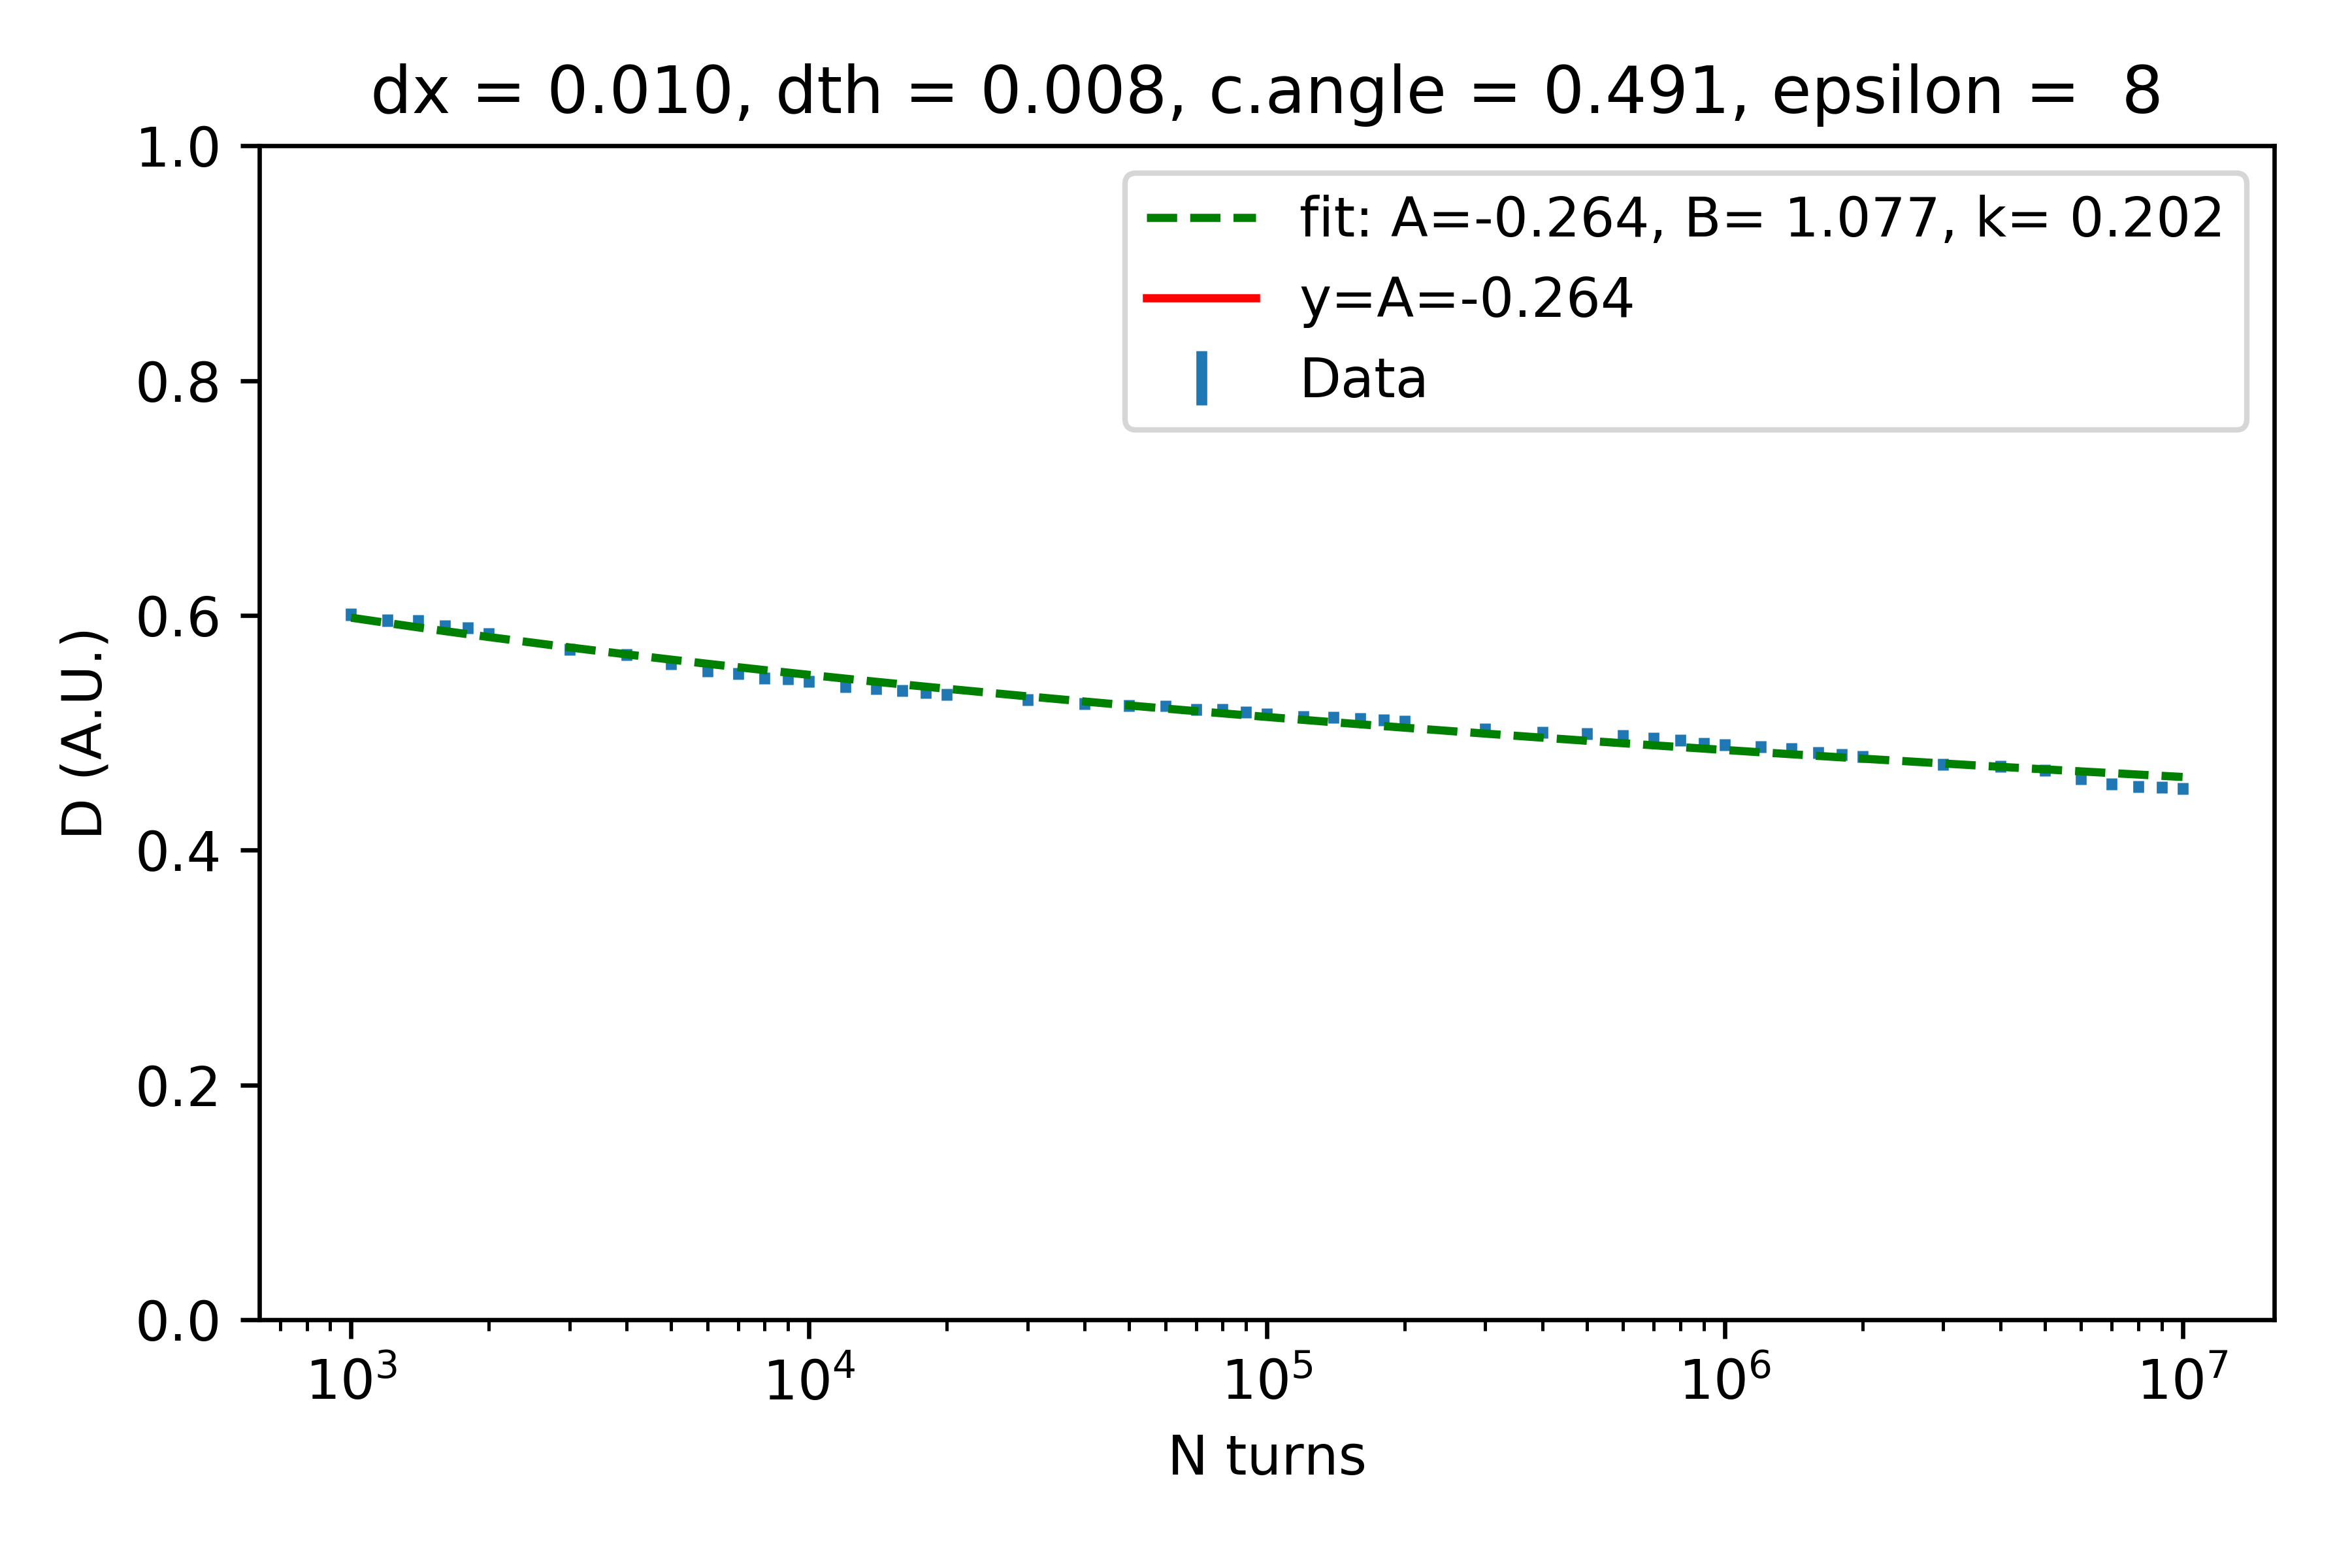 dx = 0.010, dth = 0.008, c.angle = 0.491, epsilon =  8
fit: A=-0.264, B= 1.077, k= 0.202
y=A=-0.264
Data
1.0
0.8
0.6
0.4
0.2
0.0
D (A.U.)
10³ 10⁴ 10⁵ 10⁶ 10⁷
N turns